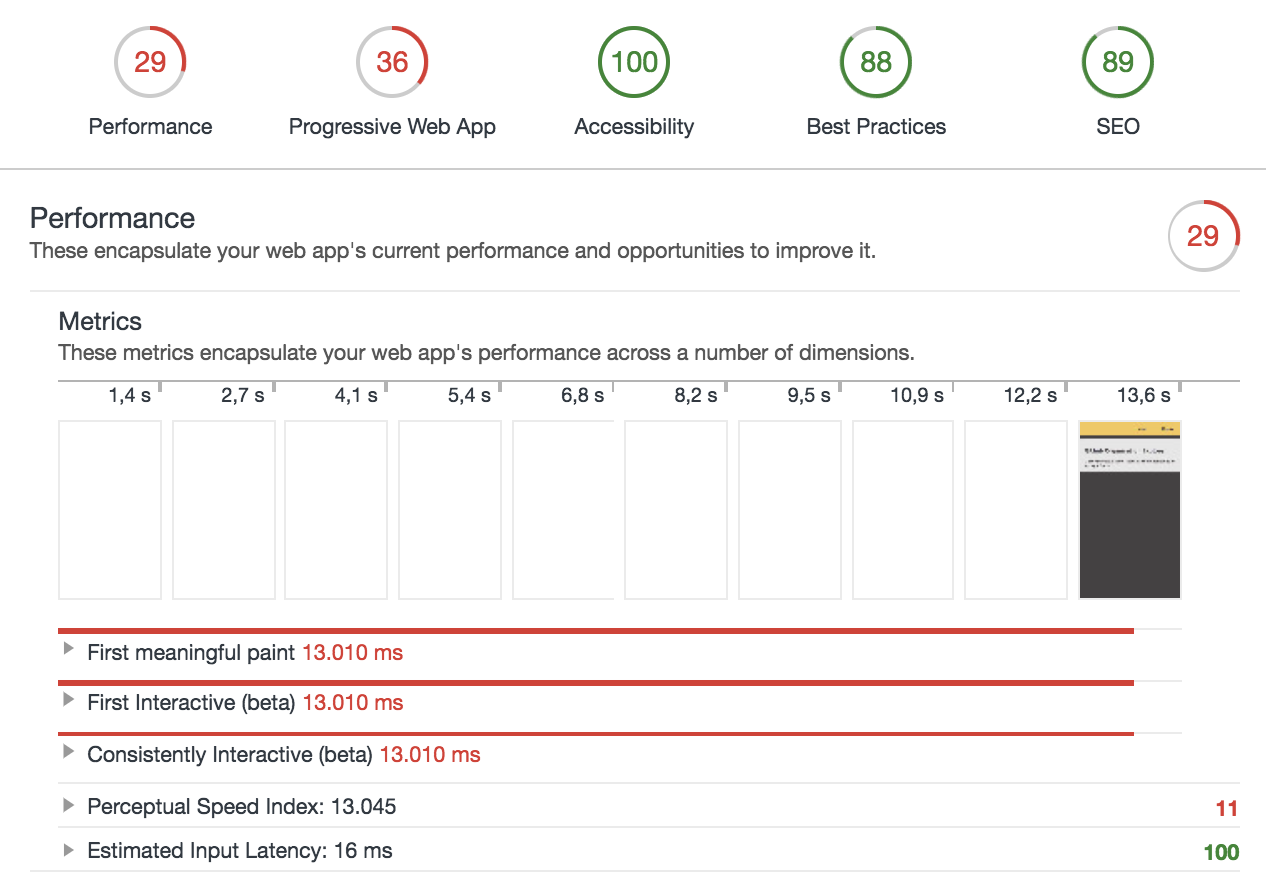 29 36 100 88 89
Performance Progressive Web App Accessibility Best Practices SEO
Performance
These encapsulate your web app's current performance and opportunities to improve it.
29
Metrics
These metrics encapsulate your web app's performance across a number of dimensions.
1,4 s 2,7 s 4,1 s 5,4 s 6,8 s 8,2 s 9,5 s 10,9 s 12,2 s 13,6 s
First meaningful paint 13.010 ms
First Interactive (beta) 13.010 ms
Consistently Interactive (beta) 13.010 ms
Perceptual Speed Index: 13.045 11
Estimated Input Latency: 16 ms 100